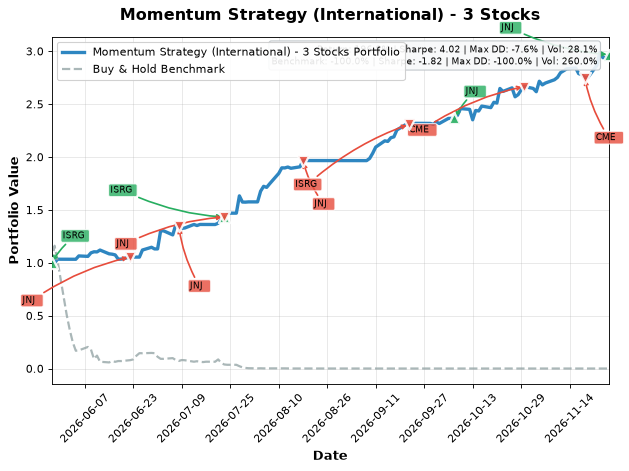 Momentum Strategy (International) - 3 Stocks
JNJ
Momentum Strategy (International) - 3 Stocks Portfolio
Buy & Hold Benchmark
Sharpe: 4.02 | Max DD: -7.6% | Vol: 28.1%
Benchmark: -100.0% | Sharpe: -1.82 | Max DD: -100.0% | Vol: 260.0%
JNJ
CME
CME
ISRG
ISRG
JNJ
ISRG
JNJ
JNJ
JNJ
3.0
2.5
2.0
1.5
1.0
0.5
0.0
Portfolio Value
2026-06-07
2026-06-23
2026-07-09
2026-07-25
2026-08-10
2026-08-26
2026-09-11
2026-09-27
2026-10-13
2026-10-29
2026-11-14
Date